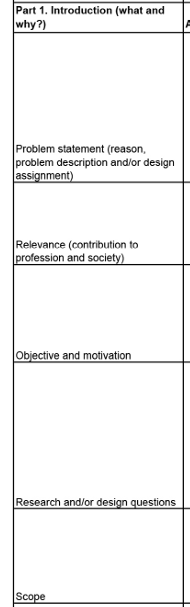 Part 1. Introduction (what and
why?)
Problem statement (reason,
problem description and/or design
assignment)
Relevance (contribution to
profession and society)
Objective and motivation
Research and/or design questions
Scope